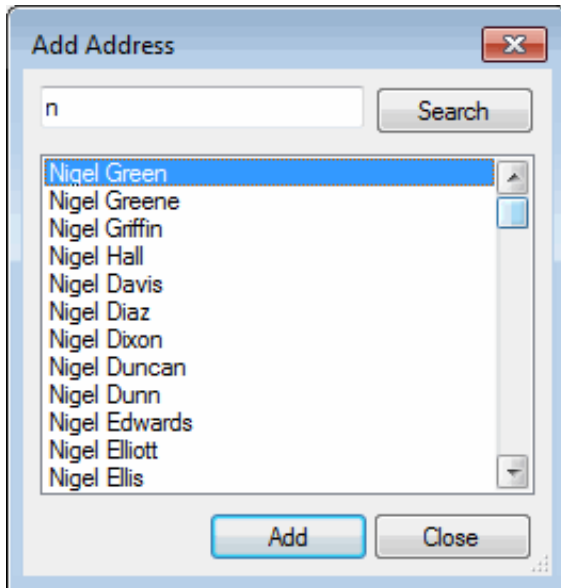 Add Address
n
Search
Nigel Green
Nigel Greene
Nigel Griffin
Nigel Hall
Nigel Davis
Nigel Diaz
Nigel Dixon
Nigel Duncan
Nigel Dunn
Nigel Edwards
Nigel Elliott
Nigel Ellis
Add
Close